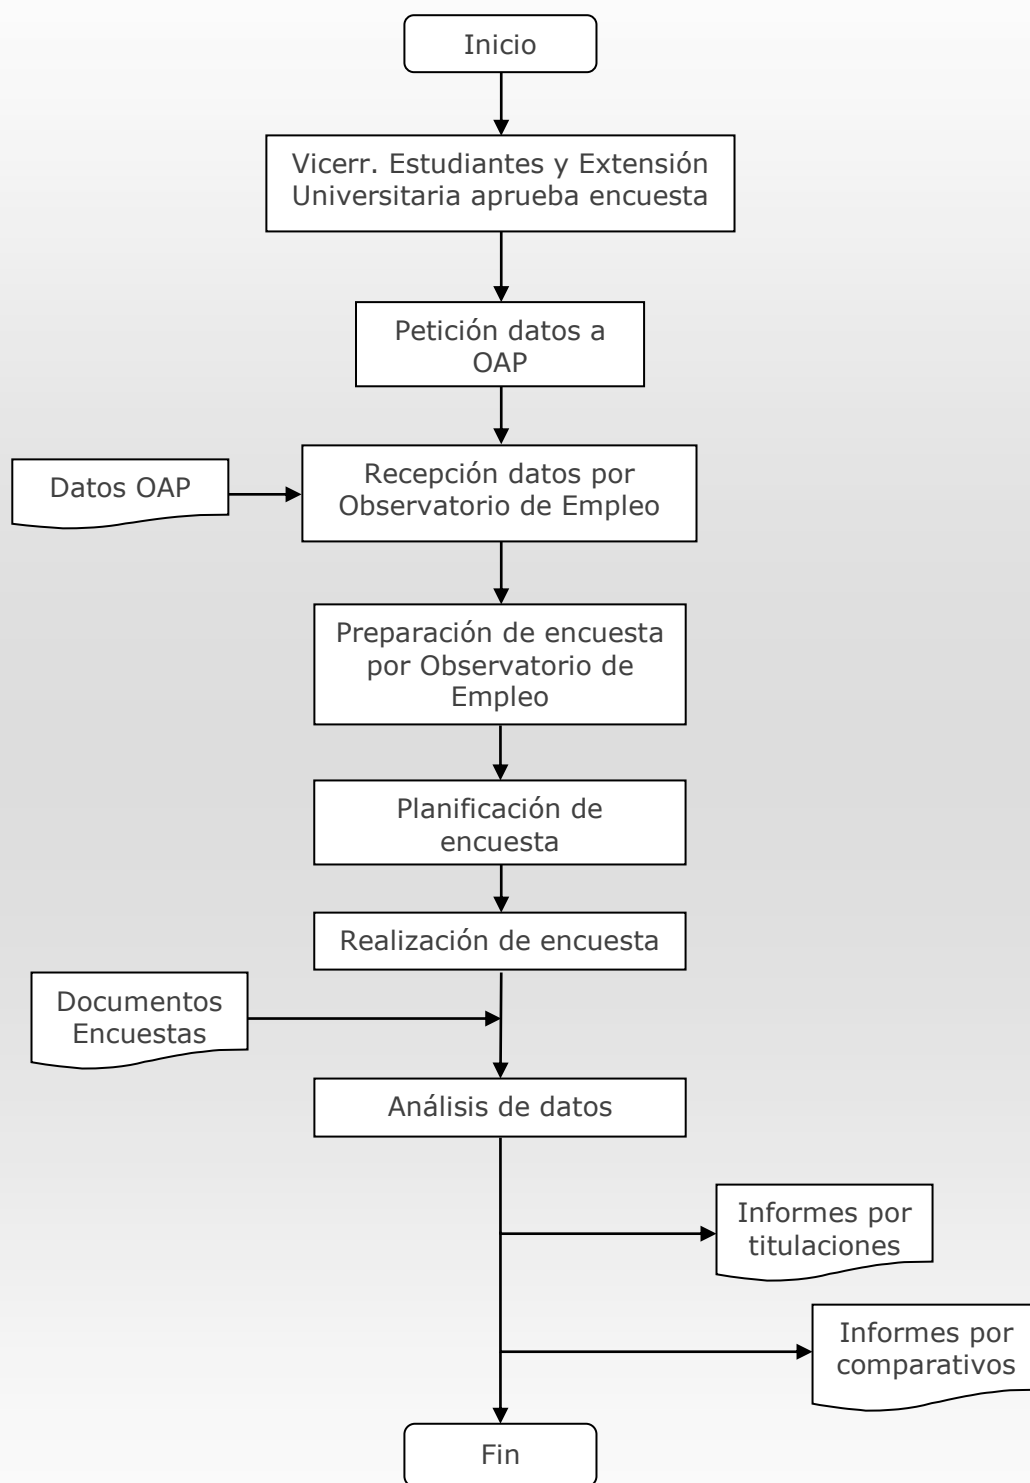 Inicio
Vicerr. Estudiantes y Extensión
Universitaria aprueba encuesta
Petición datos a
OAP
Datos OAP
Recepción datos por
Observatorio de Empleo
Preparación de encuesta
por Observatorio de
Empleo
Planificación de
encuesta
Realización de encuesta
Documentos
Encuestas
Análisis de datos
Informes por
titulaciones
Informes por
comparativos
Fin